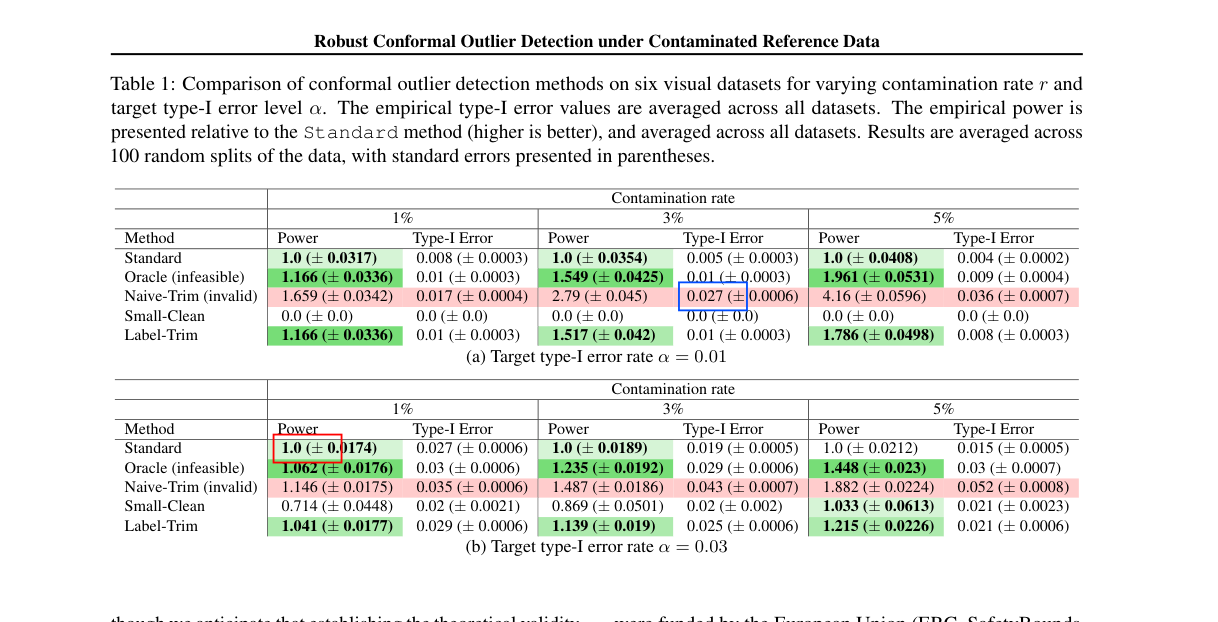 Robust Conformal Outlier Detection under Contaminated Reference Data
Table 1: Comparison of conformal outlier detection methods on six visual datasets for varying contamination rate r and
target type-I error level α. The empirical type-I error values are averaged across all datasets. The empirical power is
presented relative to the Standard method (higher is better), and averaged across all datasets. Results are averaged across
100 random splits of the data, with standard errors presented in parentheses.
Contamination rate
1% 3% 5%
Method Power Type-I Error Power Type-I Error Power Type-I Error
Standard 1.0 (± 0.0317) 0.008 (± 0.0003) 1.0 (± 0.0354) 0.005 (± 0.0003) 1.0 (± 0.0408) 0.004 (± 0.0002)
Oracle (infeasible) 1.166 (± 0.0336) 0.01 (± 0.0003) 1.549 (± 0.0425) 0.01 (± 0.0003) 1.961 (± 0.0531) 0.009 (± 0.0004)
Naive-Trim (invalid) 1.659 (± 0.0342) 0.017 (± 0.0004) 2.79 (± 0.045) 0.027 (± 0.0006) 4.16 (± 0.0596) 0.036 (± 0.0007)
Small-Clean 0.0 (± 0.0) 0.0 (± 0.0) 0.0 (± 0.0) 0.0 (± 0.0) 0.0 (± 0.0) 0.0 (± 0.0)
Label-Trim 1.166 (± 0.0336) 0.01 (± 0.0003) 1.517 (± 0.042) 0.01 (± 0.0003) 1.786 (± 0.0498) 0.008 (± 0.0003)
(a) Target type-I error rate α = 0.01
Contamination rate
1% 3% 5%
Method Power Type-I Error Power Type-I Error Power Type-I Error
Standard 1.0 (± 0.0174) 0.027 (± 0.0006) 1.0 (± 0.0189) 0.019 (± 0.0005) 1.0 (± 0.0212) 0.015 (± 0.0005)
Oracle (infeasible) 1.062 (± 0.0176) 0.03 (± 0.0006) 1.235 (± 0.0192) 0.029 (± 0.0006) 1.448 (± 0.023) 0.03 (± 0.0007)
Naive-Trim (invalid) 1.146 (± 0.0175) 0.035 (± 0.0006) 1.487 (± 0.0186) 0.043 (± 0.0007) 1.882 (± 0.0224) 0.052 (± 0.0008)
Small-Clean 0.714 (± 0.0448) 0.02 (± 0.0021) 0.869 (± 0.0501) 0.02 (± 0.002) 1.033 (± 0.0613) 0.021 (± 0.0023)
Label-Trim 1.041 (± 0.0177) 0.029 (± 0.0006) 1.139 (± 0.019) 0.025 (± 0.0006) 1.215 (± 0.0226) 0.021 (± 0.0006)
(b) Target type-I error rate α = 0.03
though we anticipate that establishing the theoretical validity
were funded by the European Union (ERC, SafetyBounds,